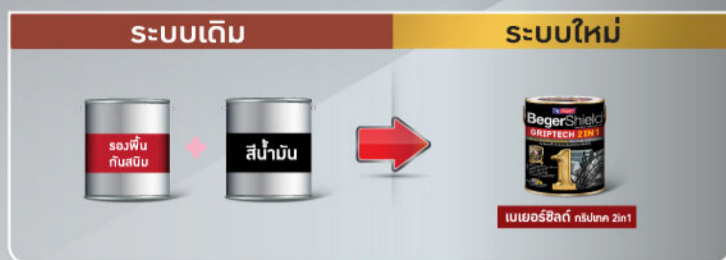 ระบบเดิม
ระบบใหม่
รองพื้น
กันสนิม
+
สีน้ำมัน
BegerShield
GRIPTECH 2 IN 1
1
เบเยอร์ชิลด์ กริปเทค 2in1